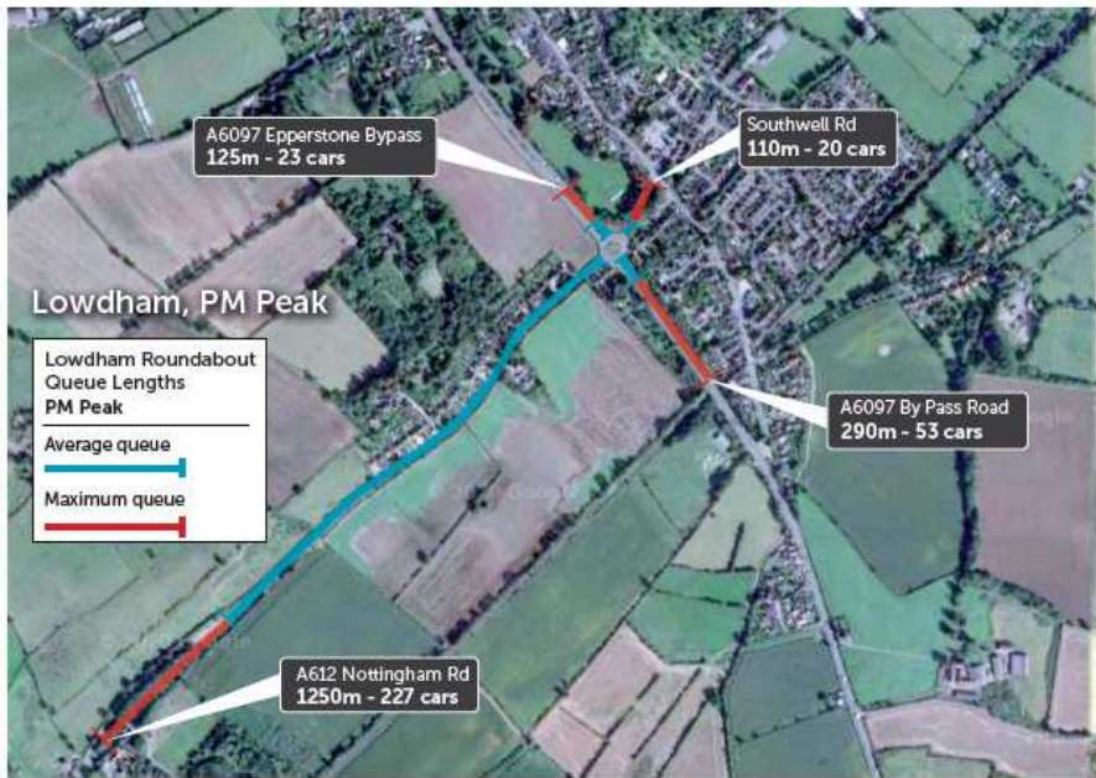 A6097 Epperstone Bypass
125m - 23 cars
Southwell Rd
110m - 20 cars
Lowdham, PM Peak
Lowdham Roundabout
Queue Lengths
PM Peak
Average queue
Maximum queue
A6097 By Pass Road
290m - 53 cars
A612 Nottingham Rd
1250m - 227 cars